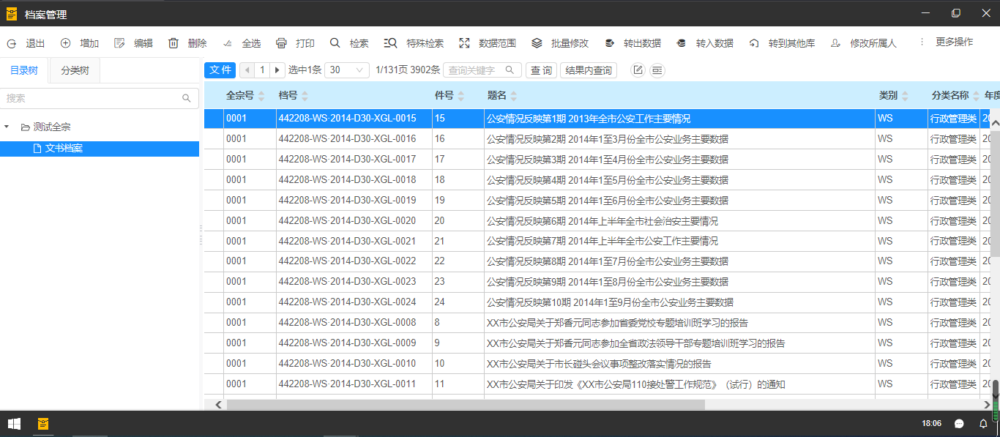 档案管理
退出 增加 编辑 删除 全选 打印 检索 特殊检索 数据范围 批量修改 转出数据 转入数据 转到其他库 修改所属人 更多操作
目录树 分类树
文件 1 选中1条 30 1/131页 3902条 查询关键字 查询 结果内查询
搜索
测试全宗
文书档案
全宗号 档号 件号 题名 类别 分类名称 年度
0001 442208-WS·2014-D30-XGL-0015 15 公安情况反映第1期 2013年全市公安工作主要情况 WS 行政管理类 20
0001 442208-WS·2014-D30-XGL-0016 16 公安情况反映第2期 2014年1至3月份全市公安业务主要数据 WS 行政管理类 20
0001 442208-WS·2014-D30-XGL-0017 17 公安情况反映第3期 2014年1至4月份全市公安业务主要数据 WS 行政管理类 20
0001 442208-WS·2014-D30-XGL-0018 18 公安情况反映第4期 2014年1至5月份全市公安业务主要数据 WS 行政管理类 20
0001 442208-WS·2014-D30-XGL-0019 19 公安情况反映第5期 2014年1至6月份全市公安业务主要数据 WS 行政管理类 20
0001 442208-WS·2014-D30-XGL-0020 20 公安情况反映第6期 2014年上半年全市社会治安主要情况 WS 行政管理类 20
0001 442208-WS·2014-D30-XGL-0021 21 公安情况反映第7期 2014年上半年全市公安工作主要情况 WS 行政管理类 20
0001 442208-WS·2014-D30-XGL-0022 22 公安情况反映第8期 2014年1至7月份全市公安业务主要数据 WS 行政管理类 20
0001 442208-WS·2014-D30-XGL-0023 23 公安情况反映第9期 2014年1至8月份全市公安业务主要数据 WS 行政管理类 20
0001 442208-WS·2014-D30-XGL-0024 24 公安情况反映第10期 2014年1至9月份全市公安业务主要数据 WS 行政管理类 20
0001 442208-WS·2014-D30-XGL-0008 8 XX市公安局关于郑香元同志参加省委党校专题培训班学习的报告 WS 行政管理类 20
0001 442208-WS·2014-D30-XGL-0009 9 XX市公安局关于郑香元同志参加全省政法领导干部专题培训班学习的报告 WS 行政管理类 20
0001 442208-WS·2014-D30-XGL-0010 10 XX市公安局关于市长碰头会议事项整改落实情况的报告 WS 行政管理类 20
0001 442208-WS·2014-D30-XGL-0011 11 XX市公安局关于印发《XX市公安局110接处警工作规范》（试行）的通知 WS 行政管理类 20
18:06